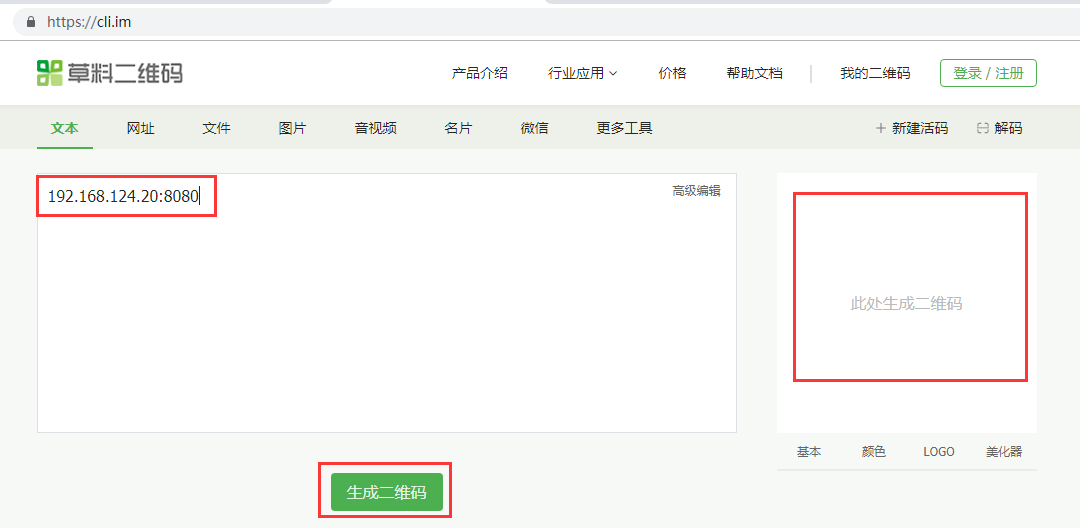 https://cli.im
草料二维码
产品介绍 行业应用 价格 帮助文档 我的二维码 登录 / 注册
文本 网址 文件 图片 音视频 名片 微信 更多工具 + 新建活码 解码
192.168.124.20:8080 高级编辑
此处生成二维码
基本 颜色 LOGO 美化器
生成二维码